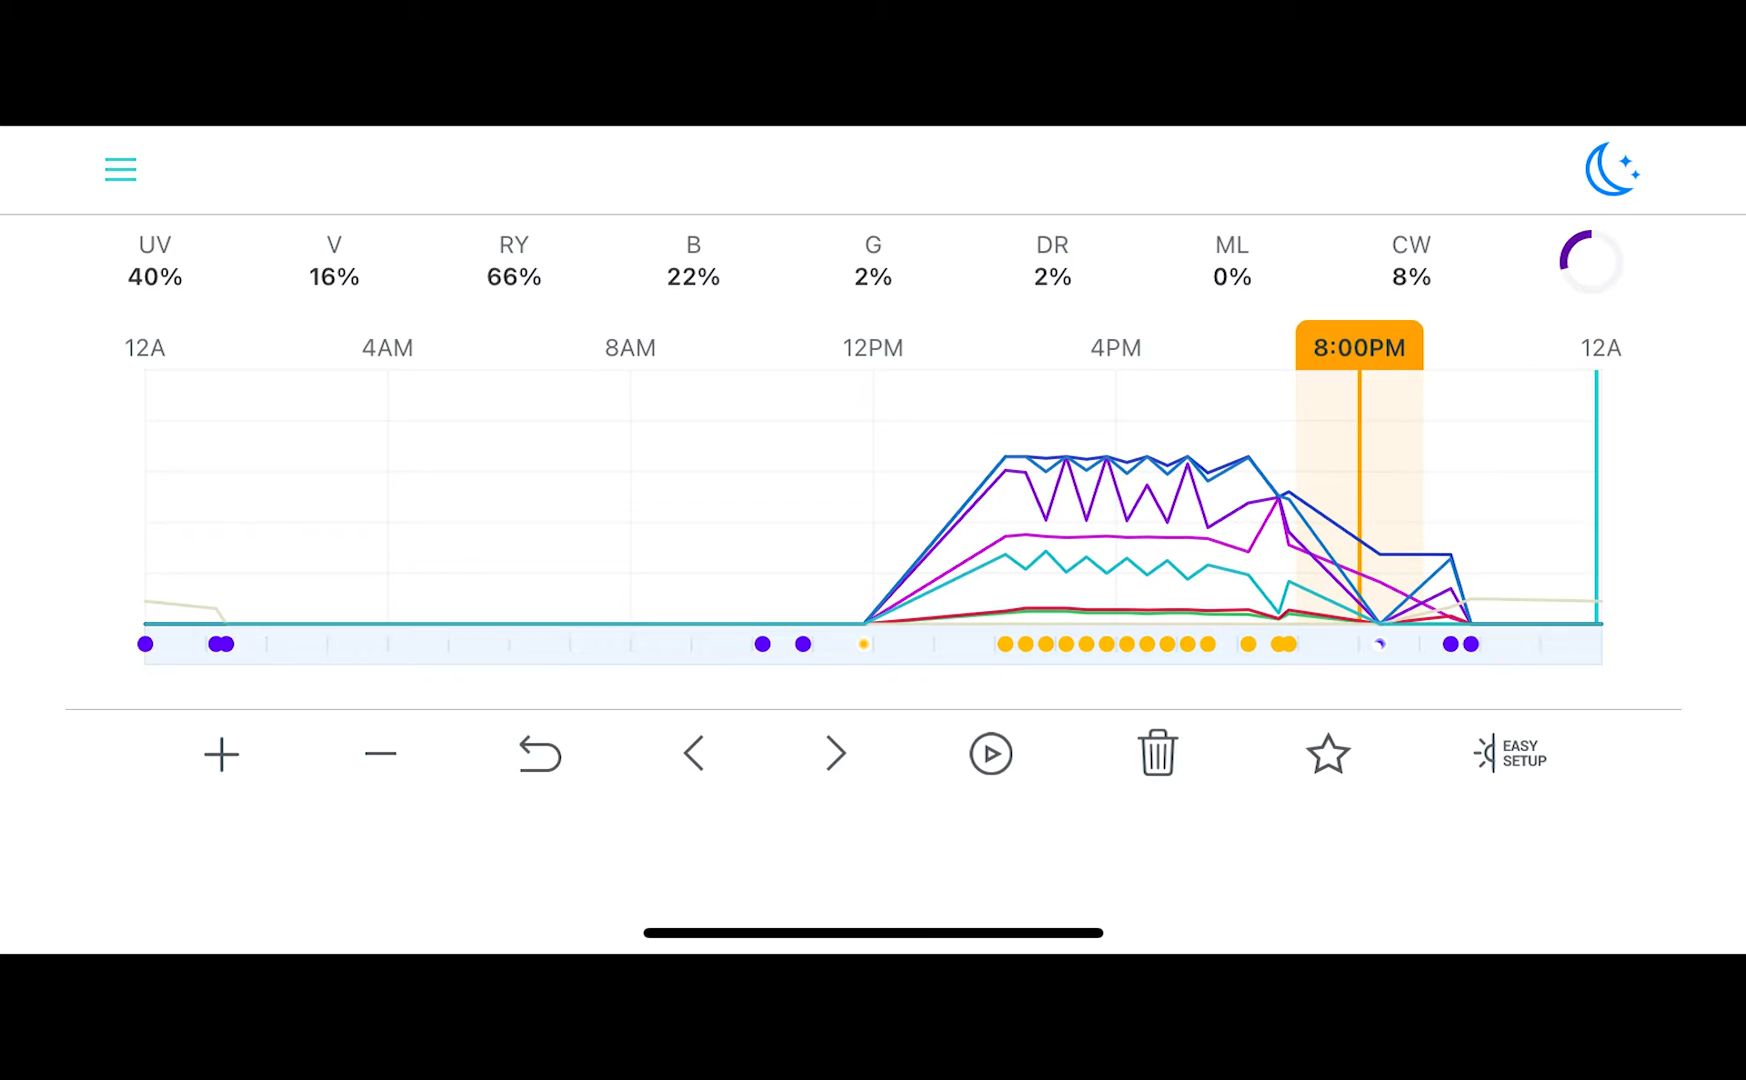 UV V RY B G DR ML CW
40% 16% 66% 22% 2% 2% 0% 8%
12A 4AM 8AM 12PM 4PM 8:00PM 12A
EASY
SETUP